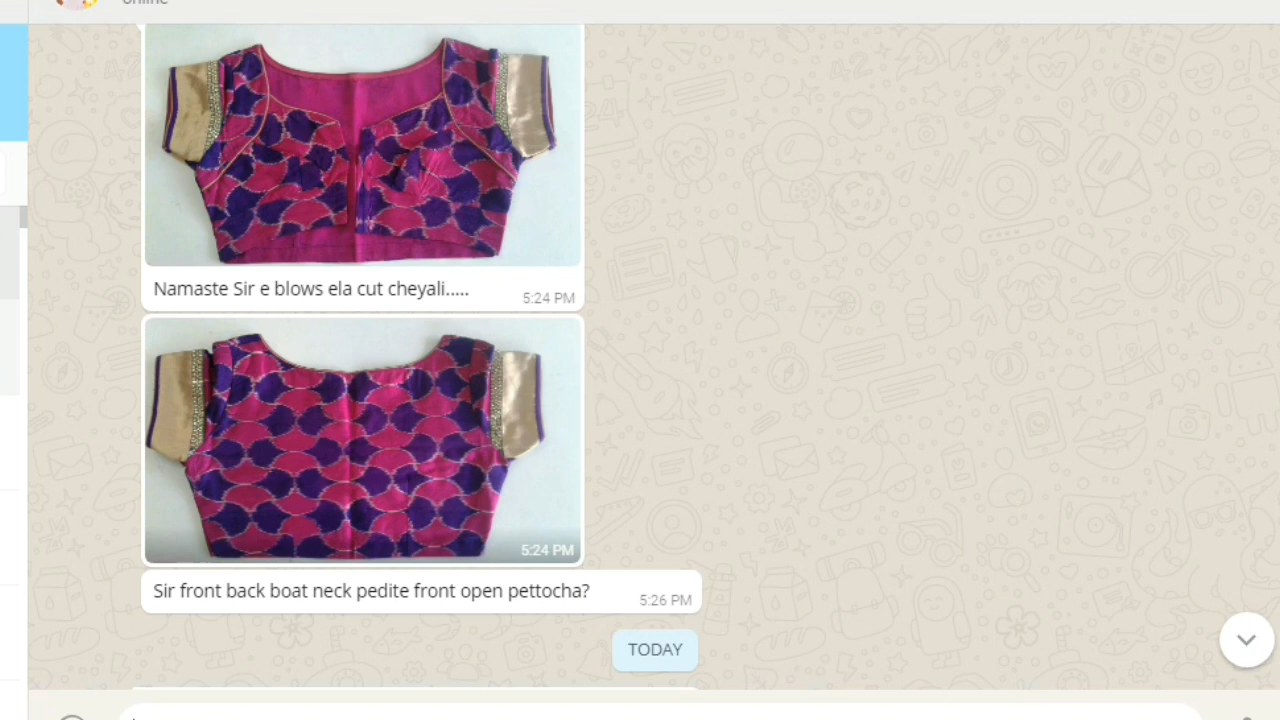 online
Namaste Sir e blows ela cut cheyali.....
5:24 PM
5:24 PM
Sir front back boat neck pedite front open pettocha?
5:26 PM
TODAY